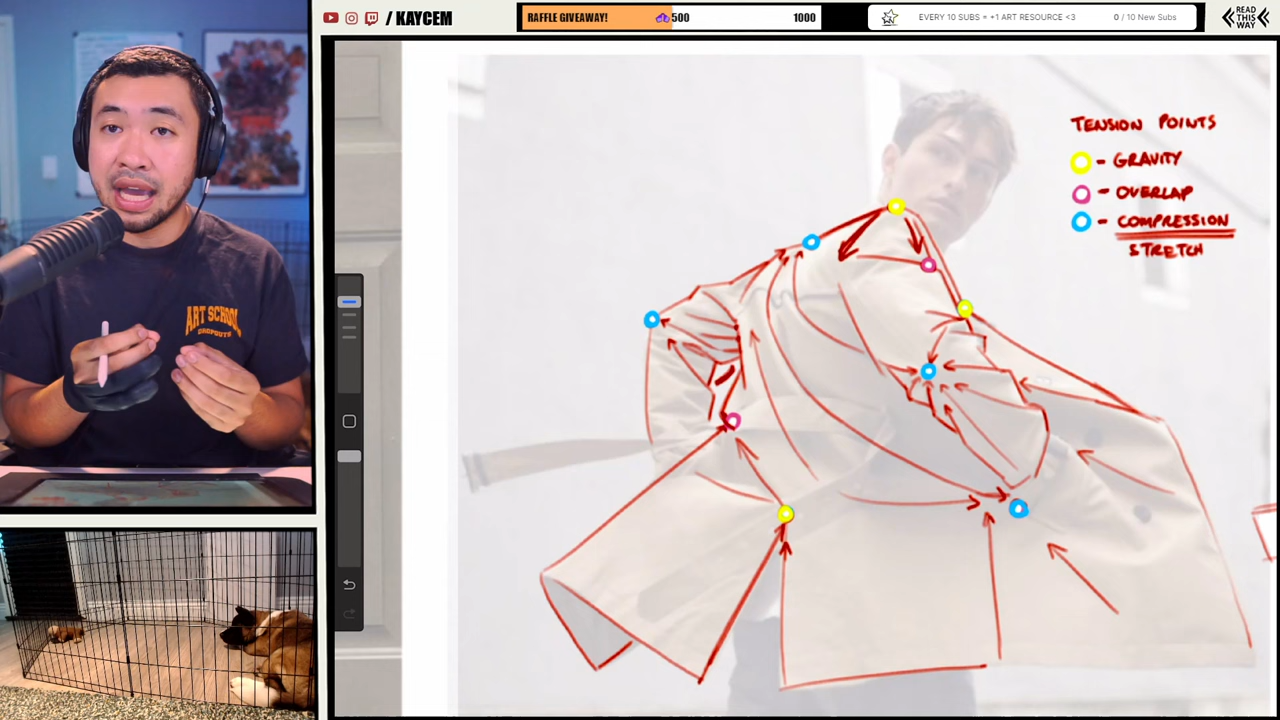 / KAYCEM
RAFFLE GIVEAWAY!
500
1000
EVERY 10 SUBS = +1 ART RESOURCE <3
0 / 10 New Subs
READ
THIS
WAY
TENSION POINTS
- GRAVITY
- OVERLAP
- COMPRESSION
STRETCH
ART SCHOOL
DROPOUTS